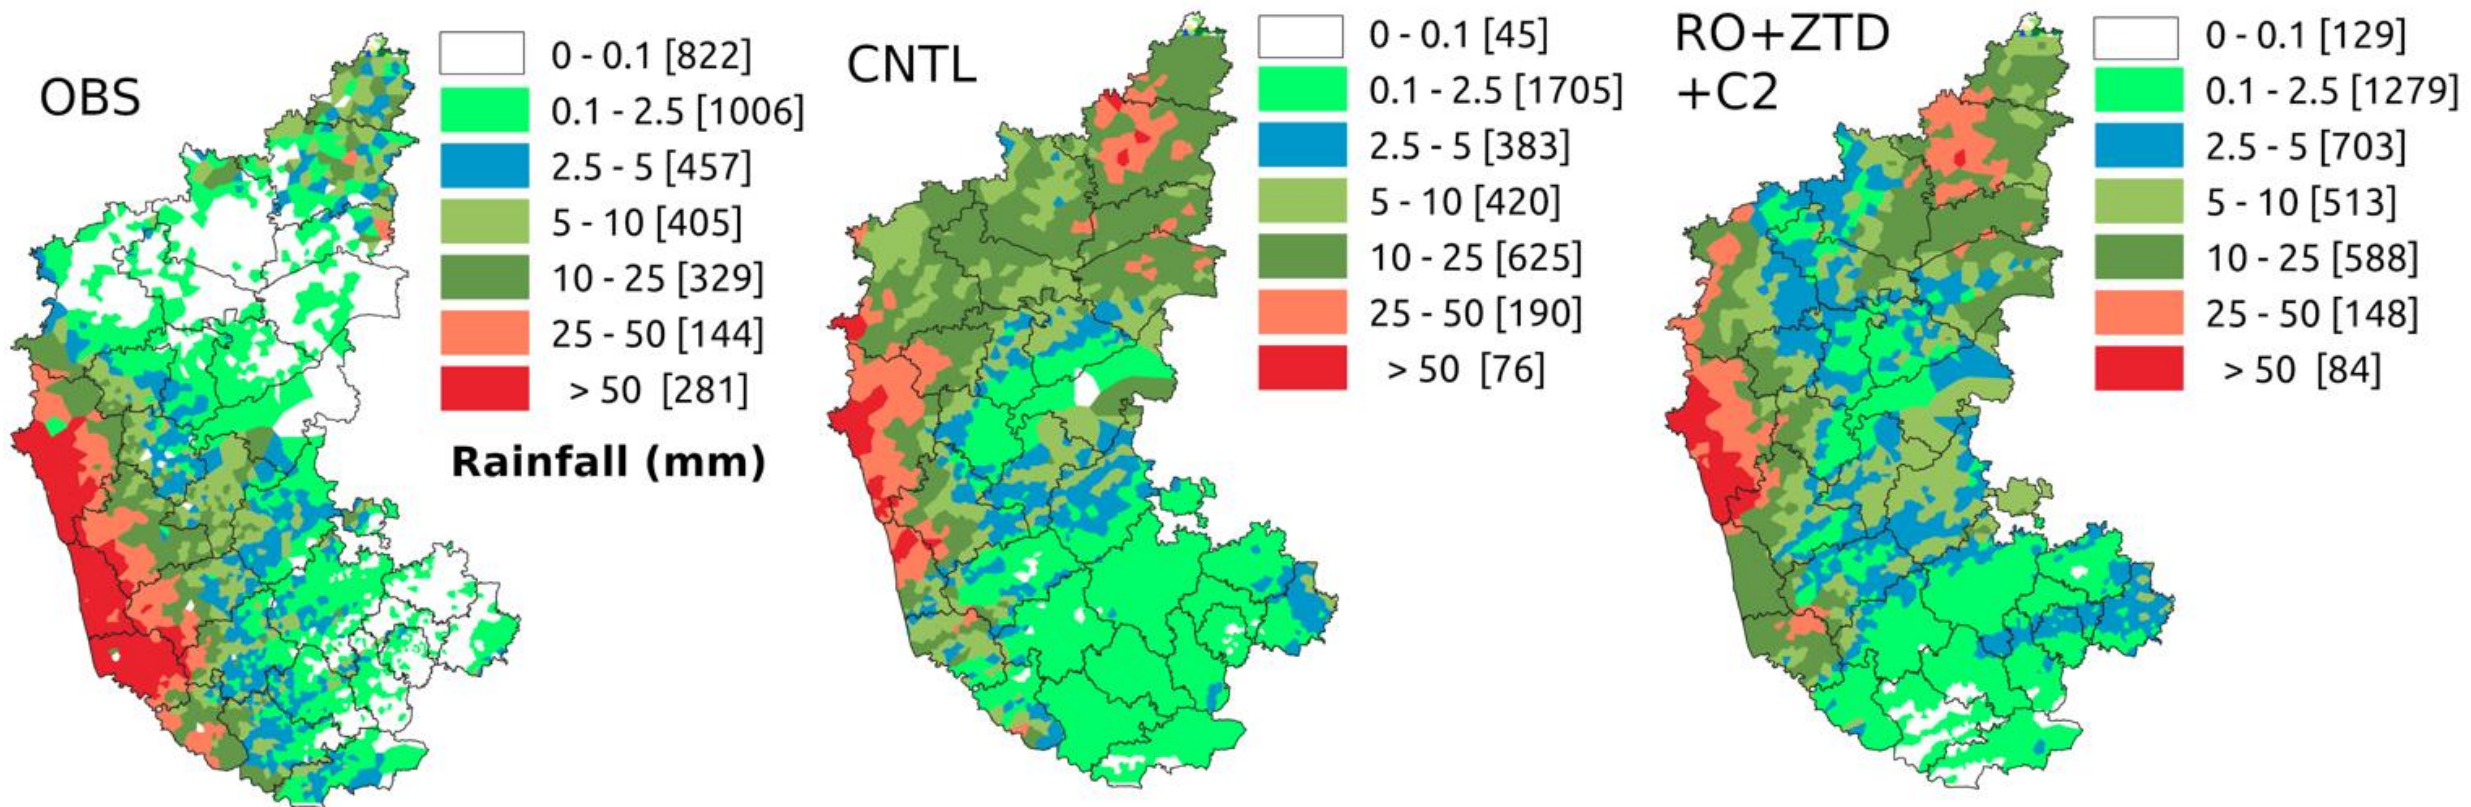 OBS
0 - 0.1 [822]
0.1 - 2.5 [1006]
2.5 - 5 [457]
5 - 10 [405]
10 - 25 [329]
25 - 50 [144]
> 50 [281]
Rainfall (mm)
CNTL
0 - 0.1 [45]
0.1 - 2.5 [1705]
2.5 - 5 [383]
5 - 10 [420]
10 - 25 [625]
25 - 50 [190]
> 50 [76]
RO+ZTD
+C2
0 - 0.1 [129]
0.1 - 2.5 [1279]
2.5 - 5 [703]
5 - 10 [513]
10 - 25 [588]
25 - 50 [148]
> 50 [84]